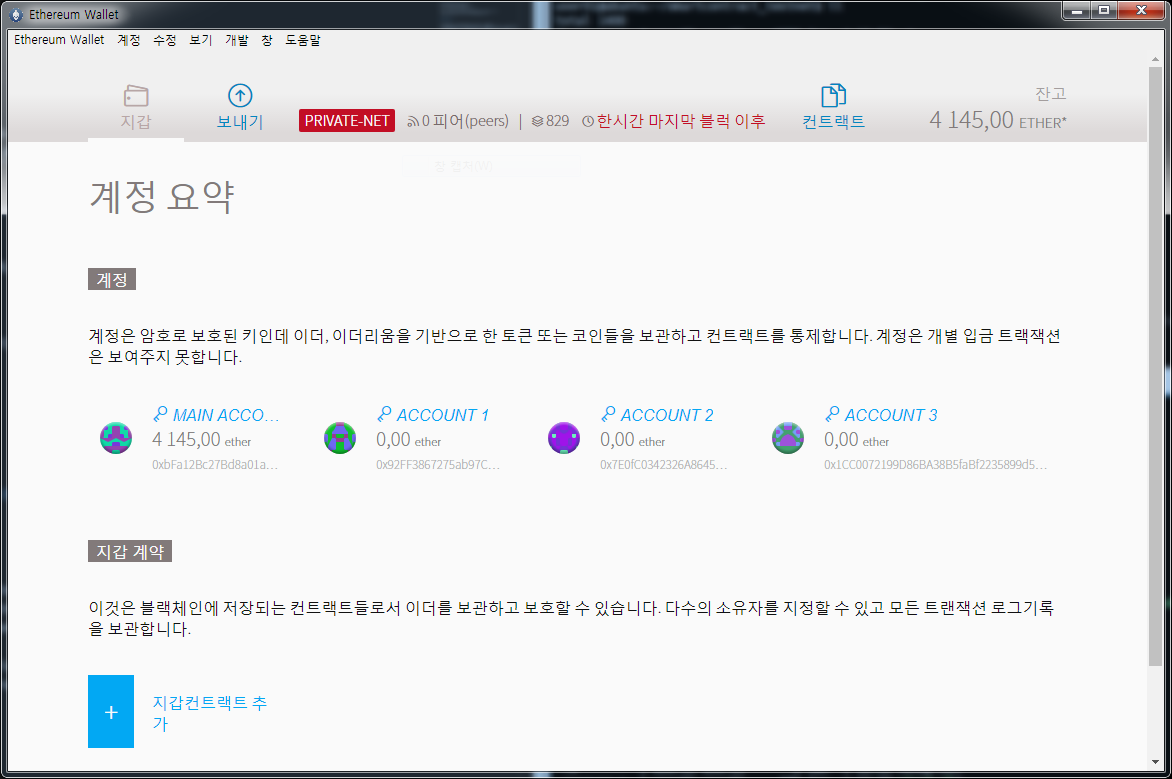 Ethereum Wallet
Ethereum Wallet 계정 수정 보기 개발 창 도움말
지갑 보내기 PRIVATE-NET 0 피어(peers) | 829 한시간 마지막 블럭 이후 컨트랙트 잔고 4 145,00 ETHER*
계정 요약
계정
계정은 암호로 보호된 키인데 이더, 이더리움을 기반으로 한 토큰 또는 코인들을 보관하고 컨트랙트를 통제합니다. 계정은 개별 입금 트랙잭션
은 보여주지 못합니다.
MAIN ACCO...
4 145,00 ether
0xbFa12Bc27Bd8a01a...
ACCOUNT 1
0,00 ether
0x92FF3867275ab97C...
ACCOUNT 2
0,00 ether
0x7E0fC0342326A8645...
ACCOUNT 3
0,00 ether
0x1CC0072199D86BA38B5faBf2235899d5...
지갑 계약
이것은 블랙체인에 저장되는 컨트랙트들로서 이더를 보관하고 보호할 수 있습니다. 다수의 소유자를 지정할 수 있고 모든 트랜잭션 로그기록
을 보관합니다.
+
지갑컨트랙트 추
가